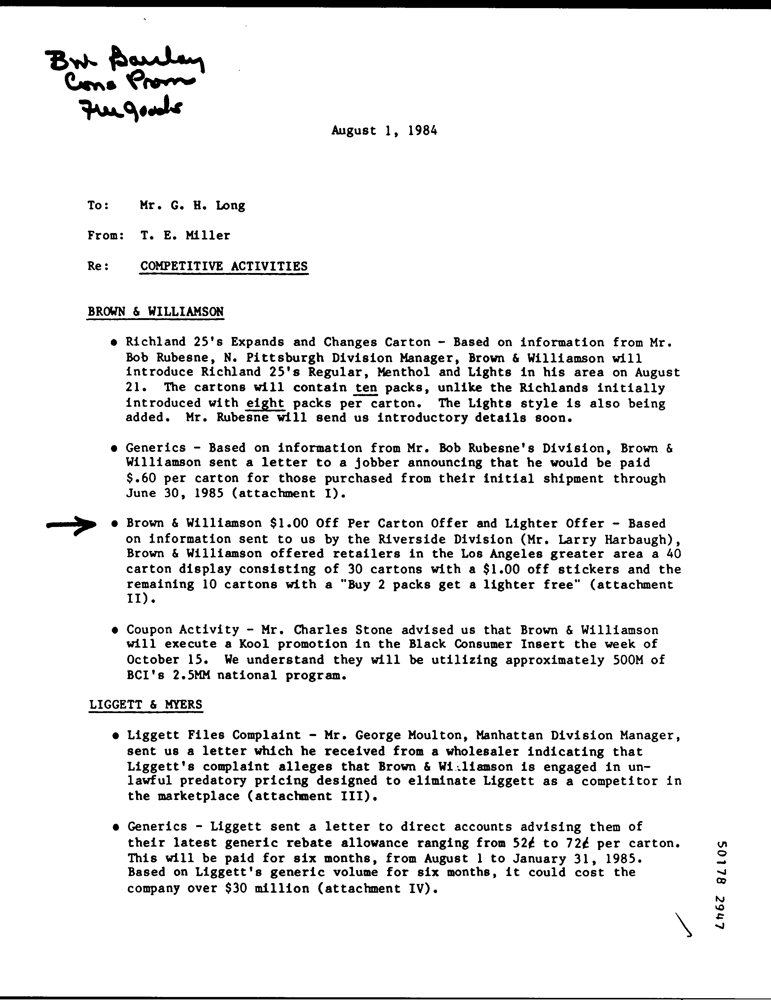 BW Barclay
Cons Prom
Free goods
August 1, 1984
To: Mr. G. H. Long
From: T. E. Miller
Re: COMPETITIVE ACTIVITIES
BROWN & WILLIAMSON
• Richland 25's Expands and Changes Carton - Based on information from Mr.
Bob Rubesne, N. Pittsburgh Division Manager, Brown & Williamson will
introduce Richland 25's Regular, Menthol and Lights in his area on August
21. The cartons will contain ten packs, unlike the Richlands initially
introduced with eight packs per carton. The Lights style is also being
added. Mr. Rubesne will send us introductory details soon.
• Generics - Based on information from Mr. Bob Rubesne's Division, Brown &
Williamson sent a letter to a jobber announcing that he would be paid
$.60 per carton for those purchased from their initial shipment through
June 30, 1985 (attachment I).
• Brown & Williamson $1.00 Off Per Carton Offer and Lighter Offer - Based
on information sent to us by the Riverside Division (Mr. Larry Harbaugh),
Brown & Williamson offered retailers in the Los Angeles greater area a 40
carton display consisting of 30 cartons with a $1.00 off stickers and the
remaining 10 cartons with a "Buy 2 packs get a lighter free" (attachment
II).
• Coupon Activity - Mr. Charles Stone advised us that Brown & Williamson
will execute a Kool promotion in the Black Consumer Insert the week of
October 15. We understand they will be utilizing approximately 500M of
BCI's 2.5MM national program.
LIGGETT & MYERS
• Liggett Files Complaint - Mr. George Moulton, Manhattan Division Manager,
sent us a letter which he received from a wholesaler indicating that
Liggett's complaint alleges that Brown & Williamson is engaged in un-
lawful predatory pricing designed to eliminate Liggett as a competitor in
the marketplace (attachment III).
• Generics - Liggett sent a letter to direct accounts advising them of
their latest generic rebate allowance ranging from 52¢ to 72¢ per carton.
This will be paid for six months, from August 1 to January 31, 1985.
Based on Liggett's generic volume for six months, it could cost the
company over $30 million (attachment IV).
50178 2947